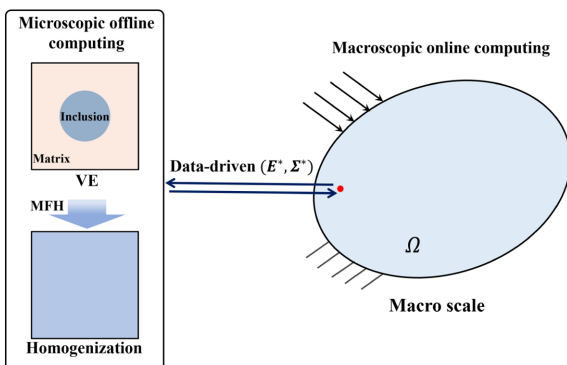 Microscopic offline
computing
Inclusion
Matrix
VE
MFH
Homogenization
Data-driven (E*, Σ*)
Macroscopic online computing
Ω
Macro scale